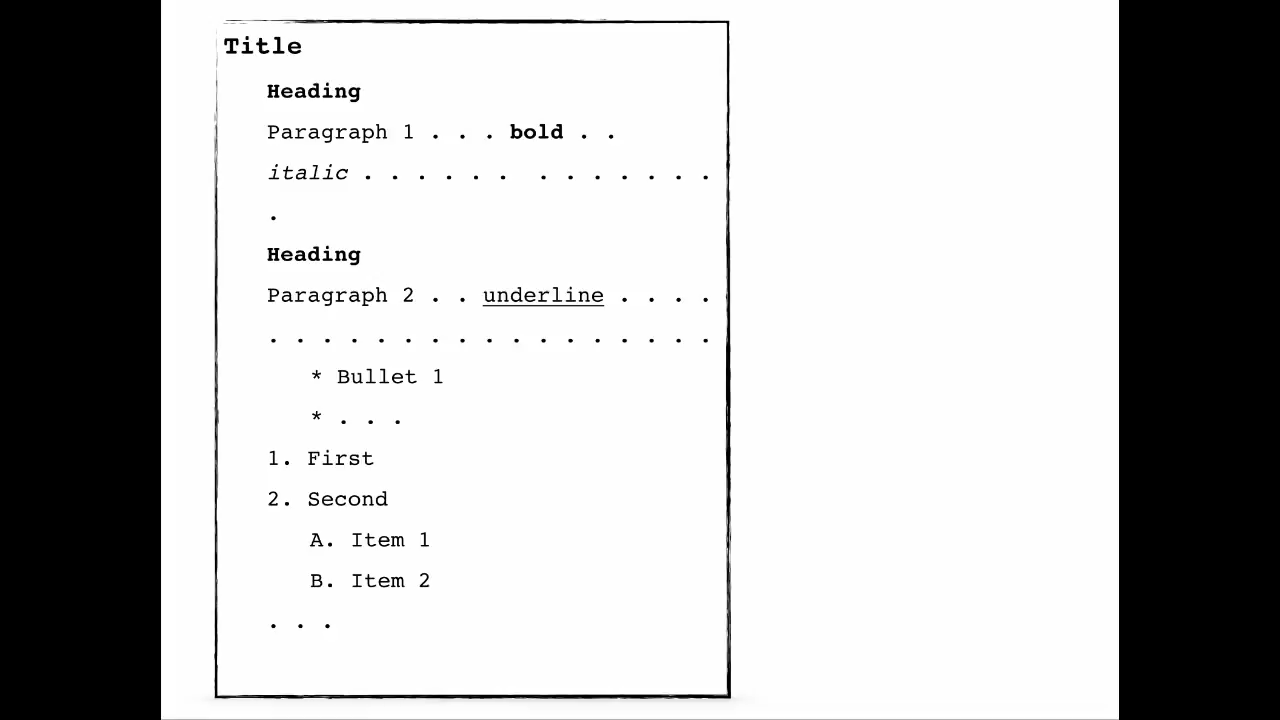 Title
Heading
Paragraph 1 . . . bold . .
italic . . . . . . . . . . . . .
.
Heading
Paragraph 2 . . underline . . . .
. . . . . . . . . . . . . . . . .
* Bullet 1
* . . .
1. First
2. Second
A. Item 1
B. Item 2
. . .